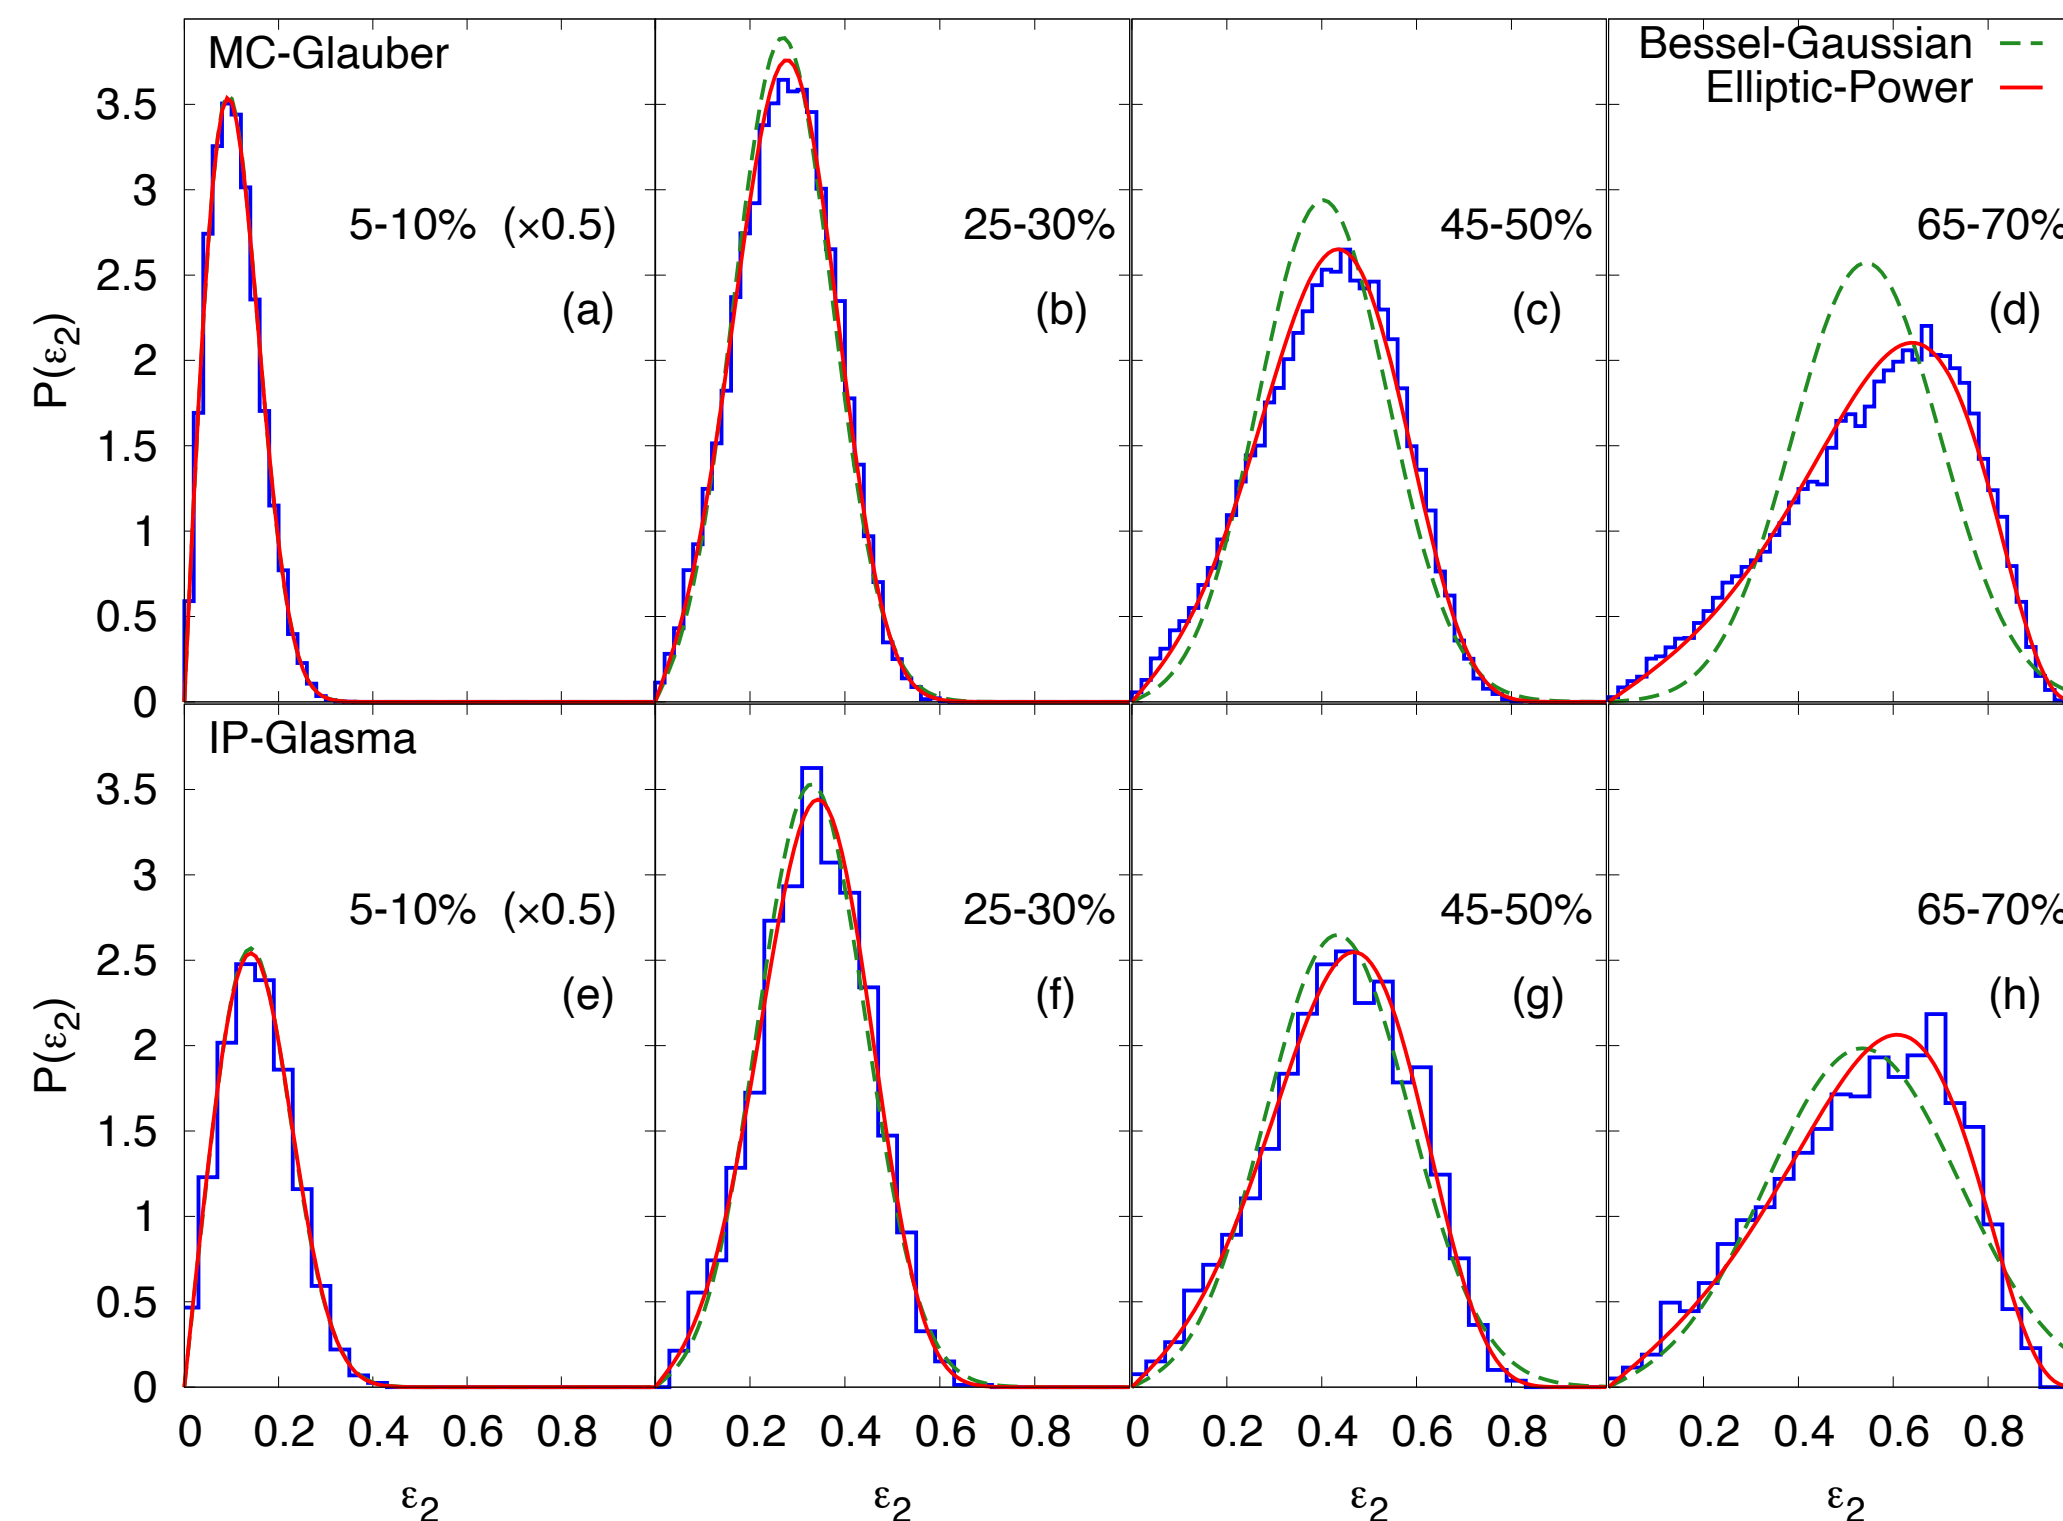 MC-Glauber
Bessel-Gaussian
Elliptic-Power
3.5
3
2.5
2
1.5
1
0.5
0
P(ε2)
5-10% (×0.5)
(a)
25-30%
(b)
45-50%
(c)
65-70%
(d)
IP-Glasma
3.5
3
2.5
2
1.5
1
0.5
0
P(ε2)
5-10% (×0.5)
(e)
25-30%
(f)
45-50%
(g)
65-70%
(h)
0 0.2 0.4 0.6 0.8 0 0.2 0.4 0.6 0.8 0 0.2 0.4 0.6 0.8 0 0.2 0.4 0.6 0.8
ε2 ε2 ε2 ε2